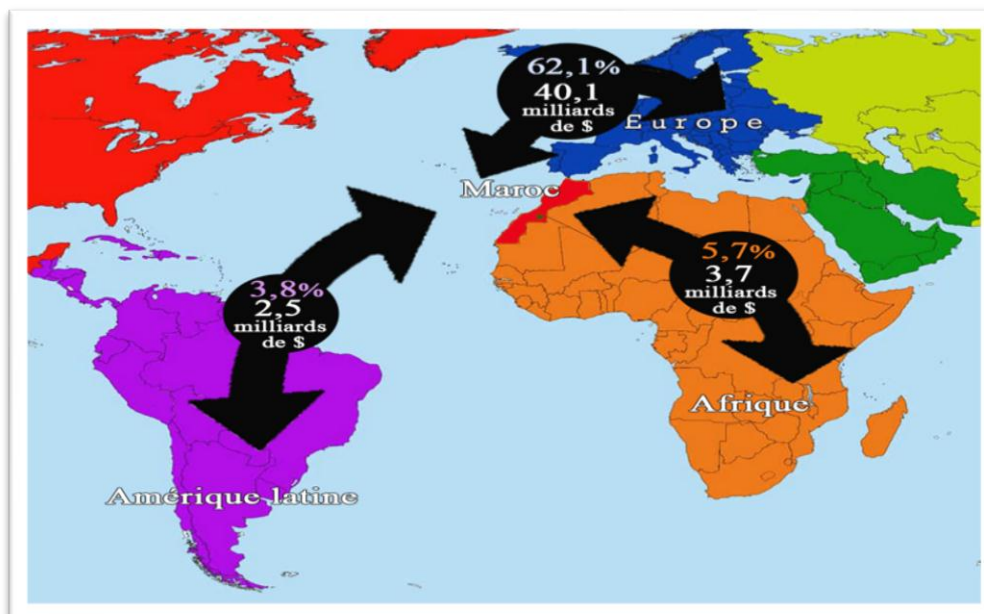 62,1%
40,1
milliards
de $
Europe
Maroc
5,7%
3,7
milliards
de $
3,8%
2,5
milliards
de $
Afrique
Amérique latine